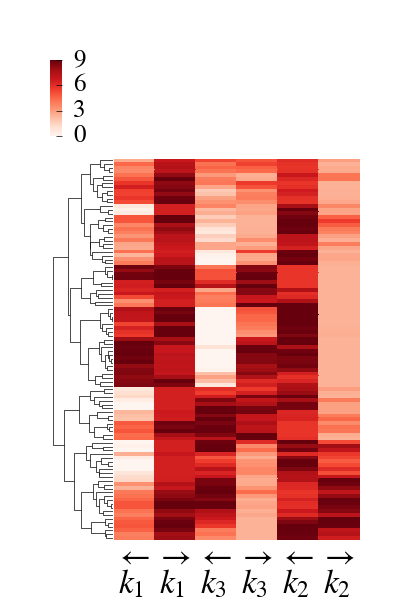 9
6
3
0
← → ← → ← →
k₁ k₁ k₃ k₃ k₂ k₂